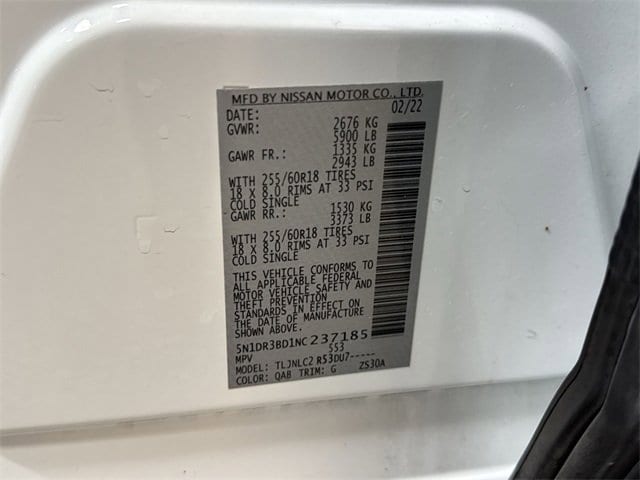 MFD BY NISSAN MOTOR CO., LTD.
DATE: 02/22
GVWR: 2676 KG
5900 LB
GAWR FR.: 1335 KG
2943 LB
WITH 255/60R18 TIRES
18 X 8.0 RIMS AT 33 PSI
COLD SINGLE
GAWR RR.: 1530 KG
3373 LB
WITH 255/60R18 TIRES
18 X 8.0 RIMS AT 33 PSI
COLD SINGLE
THIS VEHICLE CONFORMS TO
ALL APPLICABLE FEDERAL
MOTOR VEHICLE SAFETY AND
THEFT PREVENTION
STANDARDS IN EFFECT ON
THE DATE OF MANUFACTURE
SHOWN ABOVE.
5N1DR3BD1NC237185
MPV 553
MODEL: TLJNLC2 R53DU7-----
COLOR: QAB TRIM: G ZS30A